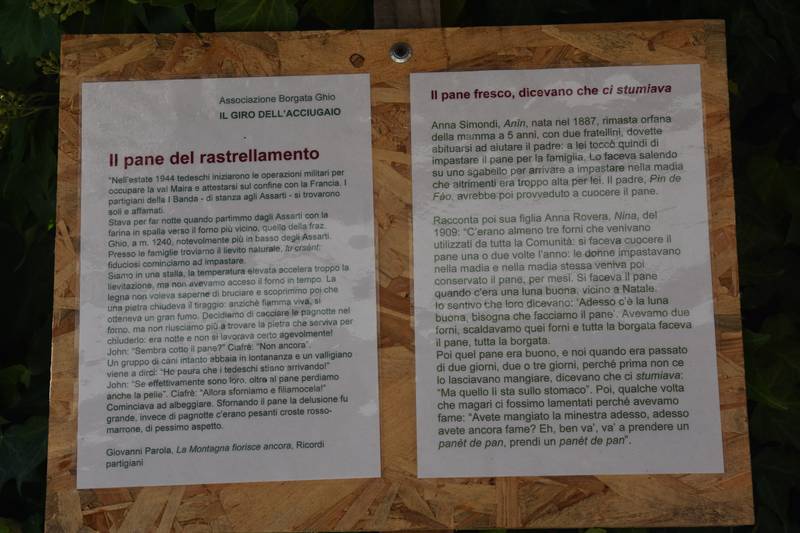 Associazione Borgata Ghio
IL GIRO DELL'ACCIUGAIO
Il pane del rastrellamento
"Nell'estate 1944 tedeschi iniziarono le operazioni militari per
occupare la val Maira e attestarsi sul confine con la Francia. I
partigiani della I Banda - di stanza agli Assarti - si trovarono
soli e affamati.
Stava per far notte quando partimmo dagli Assarti con la
farina in spalla verso il forno più vicino, quello della fraz.
Ghio, a m. 1240, notevolmente più in basso degli Assarti.
Presso le famiglie troviamo il lievito naturale, lu crsént:
fiduciosi cominciamo ad impastare.
Siamo in una stalla, la temperatura elevata accelera troppo la
lievitazione, ma non avevamo acceso il forno in tempo. La
legna non voleva saperne di bruciare e scoprimmo poi che
una pietra chiudeva il tiraggio: anziché fiamma viva, si
otteneva un gran fumo. Decidiamo di cacciare le pagnotte nel
forno, ma non riusciamo più a trovare la pietra che serviva per
chiuderlo: era notte e non si lavorava certo agevolmente!
John: "Sembra cotto il pane?" Ciafrè: "Non ancora".
Un gruppo di cani intanto abbaia in lontananza e un valligiano
viene a dirci: "Ho paura che i tedeschi stiano arrivando!"
John: "Se effettivamente sono loro, oltre al pane perdiamo
anche la pelle". Ciafrè: "Allora sforniamo e filiamocela!"
Cominciava ad albeggiare. Sfornando il pane la delusione fu
grande, invece di pagnotte c'erano pesanti croste rosso-
marrone, di pessimo aspetto.
Giovanni Parola, La Montagna fiorisce ancora, Ricordi
partigiani
Il pane fresco, dicevano che ci stumiava
Anna Simondi, Anin, nata nel 1887, rimasta orfana
della mamma a 5 anni, con due fratellini, dovette
abituarsi ad aiutare il padre: a lei toccò quindi di
impastare il pane per la famiglia. Lo faceva salendo
su uno sgabello per arrivare a impastare nella madia
che altrimenti era troppo alta per lei. Il padre, Pin de
Féo, avrebbe poi provveduto a cuocere il pane.
Racconta poi sua figlia Anna Rovera, Nina, del
1909: "C'erano almeno tre forni che venivano
utilizzati da tutta la Comunità: si faceva cuocere il
pane una o due volte l'anno: le donne impastavano
nella madia e nella madia stessa veniva poi
conservato il pane, per mesi. Si faceva il pane
quando c'era una luna buona, vicino a Natale.
Io sentivo che loro dicevano: 'Adesso c'è la luna
buona, bisogna che facciamo il pane'. Avevamo due
forni, scaldavamo quei forni e tutta la borgata faceva
il pane, tutta la borgata.
Poi quel pane era buono, e noi quando era passato
di due giorni, due o tre giorni, perché prima non ce
lo lasciavano mangiare, dicevano che ci stumiava:
"Ma quello li sta sullo stomaco". Poi, qualche volta
che magari ci fossimo lamentati perché avevamo
fame: "Avete mangiato la minestra adesso, adesso
avete ancora fame? Eh, ben va', va' a prendere un
panét de pan, prendi un panét de pan".